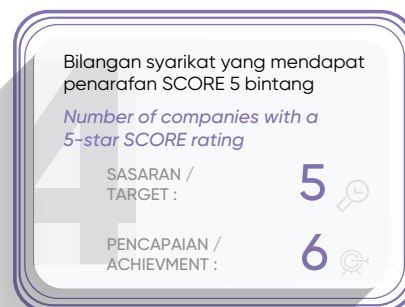 4
Bilangan syarikat yang mendapat
penarafan SCORE 5 bintang
Number of companies with a
5-star SCORE rating
SASARAN /
TARGET :
5
PENCAPAIAN /
ACHIEVMENT :
6